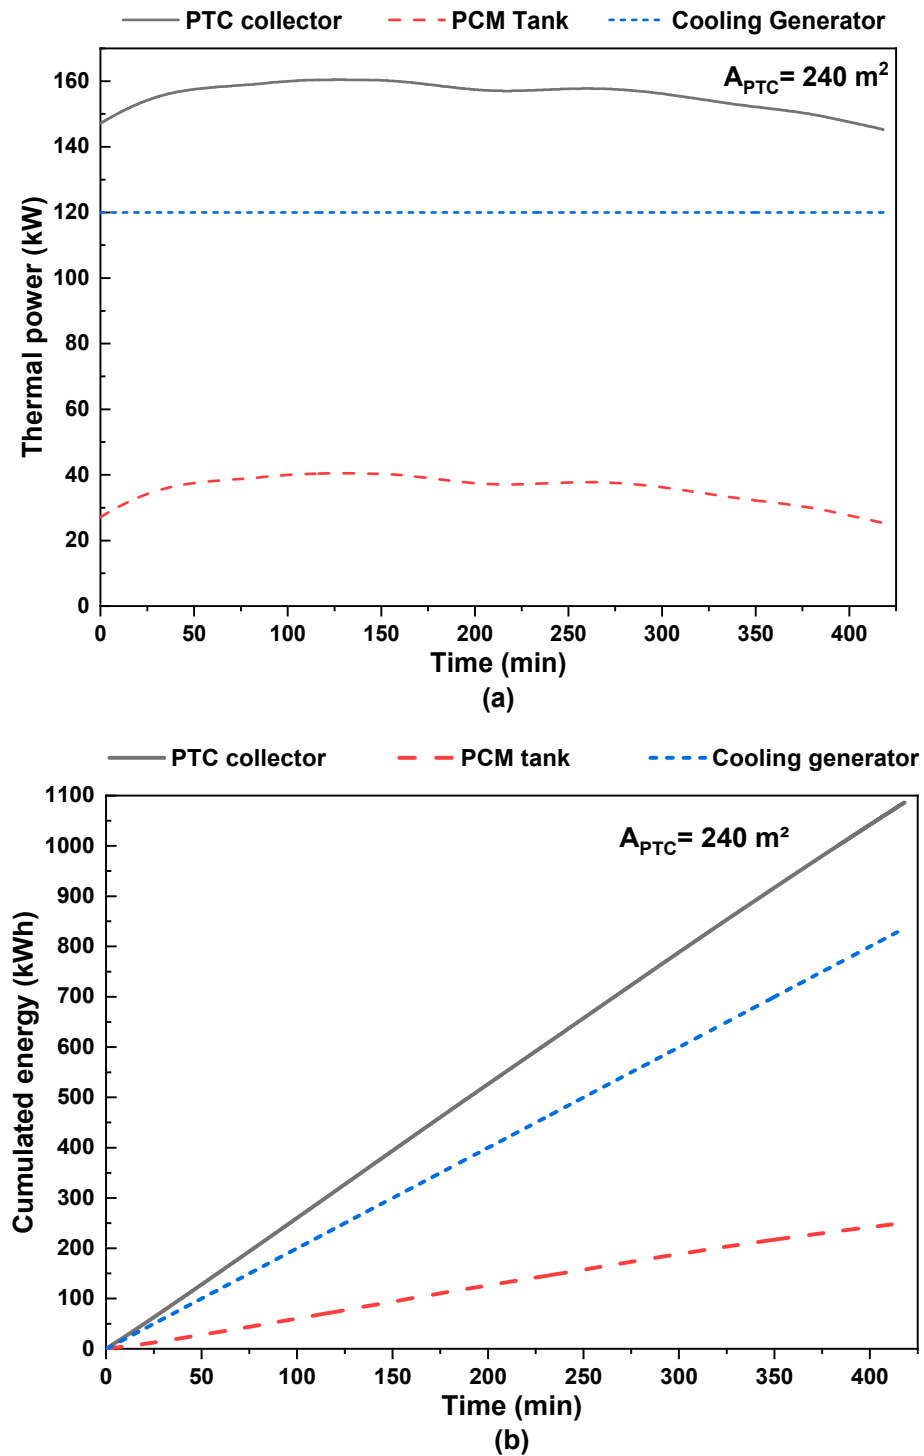 PTC collector PCM Tank Cooling Generator
A_PTC= 240 m²
160
140
120
100
80
60
40
20
0
Thermal power (kW)
0 50 100 150 200 250 300 350 400
Time (min)
(a)
PTC collector PCM tank Cooling generator
A_PTC= 240 m²
1100
1000
900
800
700
600
500
400
300
200
100
0
Cumulated energy (kWh)
0 50 100 150 200 250 300 350 400
Time (min)
(b)